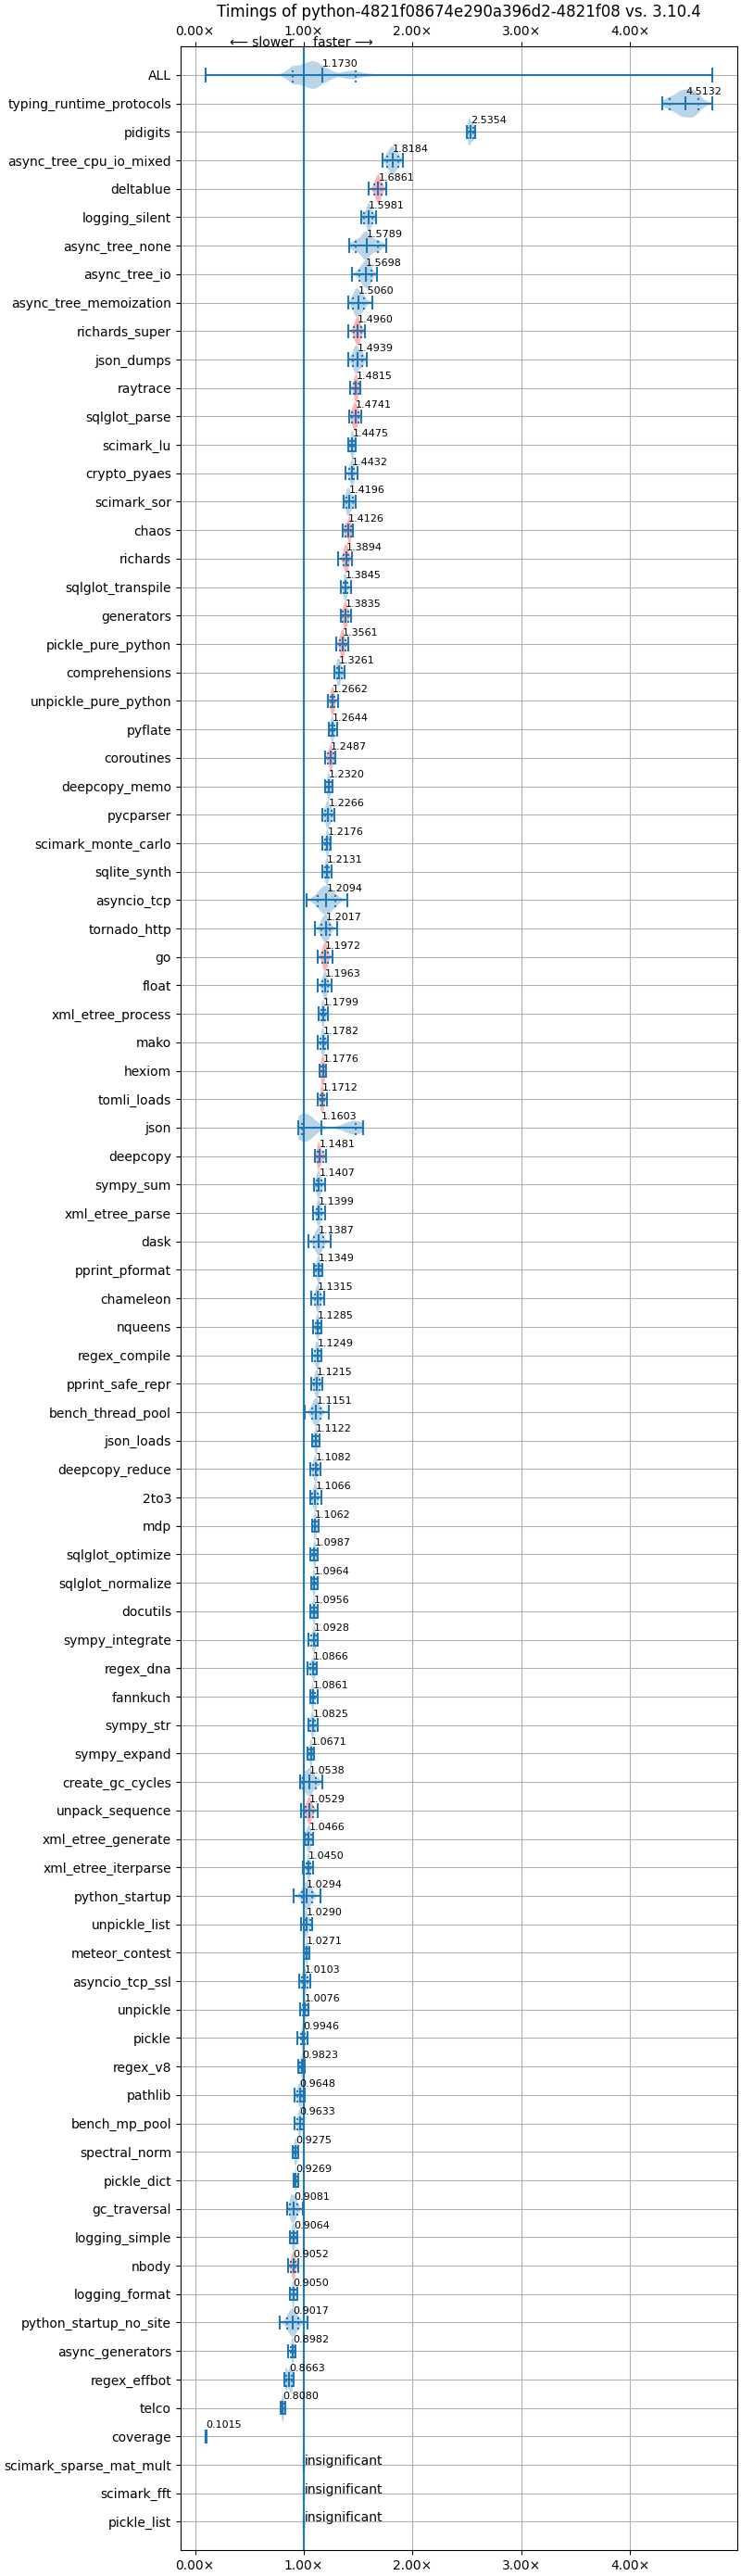 Timings of python-4821f08674e290a396d2-4821f08 vs. 3.10.4
0.00× 1.00× 2.00× 3.00× 4.00×
⟵ slower faster ⟶
ALL 1.1730
typing_runtime_protocols 4.5132
pidigits 2.5354
async_tree_cpu_io_mixed 1.8184
deltablue 1.6861
logging_silent 1.5981
async_tree_none 1.5789
async_tree_io 1.5698
async_tree_memoization 1.5060
richards_super 1.4960
json_dumps 1.4939
raytrace 1.4815
sqlglot_parse 1.4741
scimark_lu 1.4475
crypto_pyaes 1.4432
scimark_sor 1.4196
chaos 1.4126
richards 1.3894
sqlglot_transpile 1.3845
generators 1.3835
pickle_pure_python 1.3561
comprehensions 1.3261
unpickle_pure_python 1.2662
pyflate 1.2644
coroutines 1.2487
deepcopy_memo 1.2320
pycparser 1.2266
scimark_monte_carlo 1.2176
sqlite_synth 1.2131
asyncio_tcp 1.2094
tornado_http 1.2017
go 1.1972
float 1.1963
xml_etree_process 1.1799
mako 1.1782
hexiom 1.1776
tomli_loads 1.1712
json 1.1603
deepcopy 1.1481
sympy_sum 1.1407
xml_etree_parse 1.1399
dask 1.1387
pprint_pformat 1.1349
chameleon 1.1315
nqueens 1.1285
regex_compile 1.1249
pprint_safe_repr 1.1215
bench_thread_pool 1.1151
json_loads 1.1122
deepcopy_reduce 1.1082
2to3 1.1066
mdp 1.1062
sqlglot_optimize 1.0987
sqlglot_normalize 1.0964
docutils 1.0956
sympy_integrate 1.0928
regex_dna 1.0866
fannkuch 1.0861
sympy_str 1.0825
sympy_expand 1.0671
create_gc_cycles 1.0538
unpack_sequence 1.0529
xml_etree_generate 1.0466
xml_etree_iterparse 1.0450
python_startup 1.0294
unpickle_list 1.0290
meteor_contest 1.0271
asyncio_tcp_ssl 1.0103
unpickle 1.0076
pickle 0.9946
regex_v8 0.9823
pathlib 0.9648
bench_mp_pool 0.9633
spectral_norm 0.9275
pickle_dict 0.9269
gc_traversal 0.9081
logging_simple 0.9064
nbody 0.9052
logging_format 0.9050
python_startup_no_site 0.9017
async_generators 0.8982
regex_effbot 0.8663
telco 0.8080
coverage 0.1015
scimark_sparse_mat_mult insignificant
scimark_fft insignificant
pickle_list insignificant
0.00× 1.00× 2.00× 3.00× 4.00×